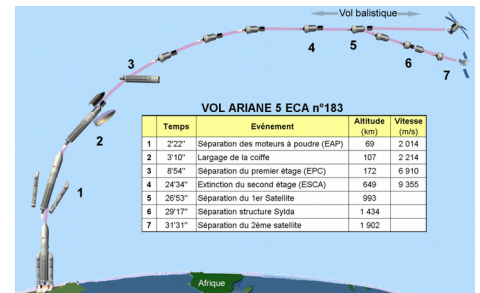 Vol balistique
4
5
6
7
3
2
1
VOL ARIANE 5 ECA n°183
Temps Evénement Altitude (km) Vitesse (m/s)
1 2'22" Séparation des moteurs à poudre (EAP) 69 2 014
2 3'10" Largage de la coiffe 107 2 214
3 8'54" Séparation du premier étage (EPC) 172 6 910
4 24'34" Extinction du second étage (ESCA) 649 9 355
5 26'53" Séparation du 1er Satellite 993
6 29'17" Séparation structure Sylda 1 434
7 31'31" Séparation du 2ème satellite 1 902
Afrique